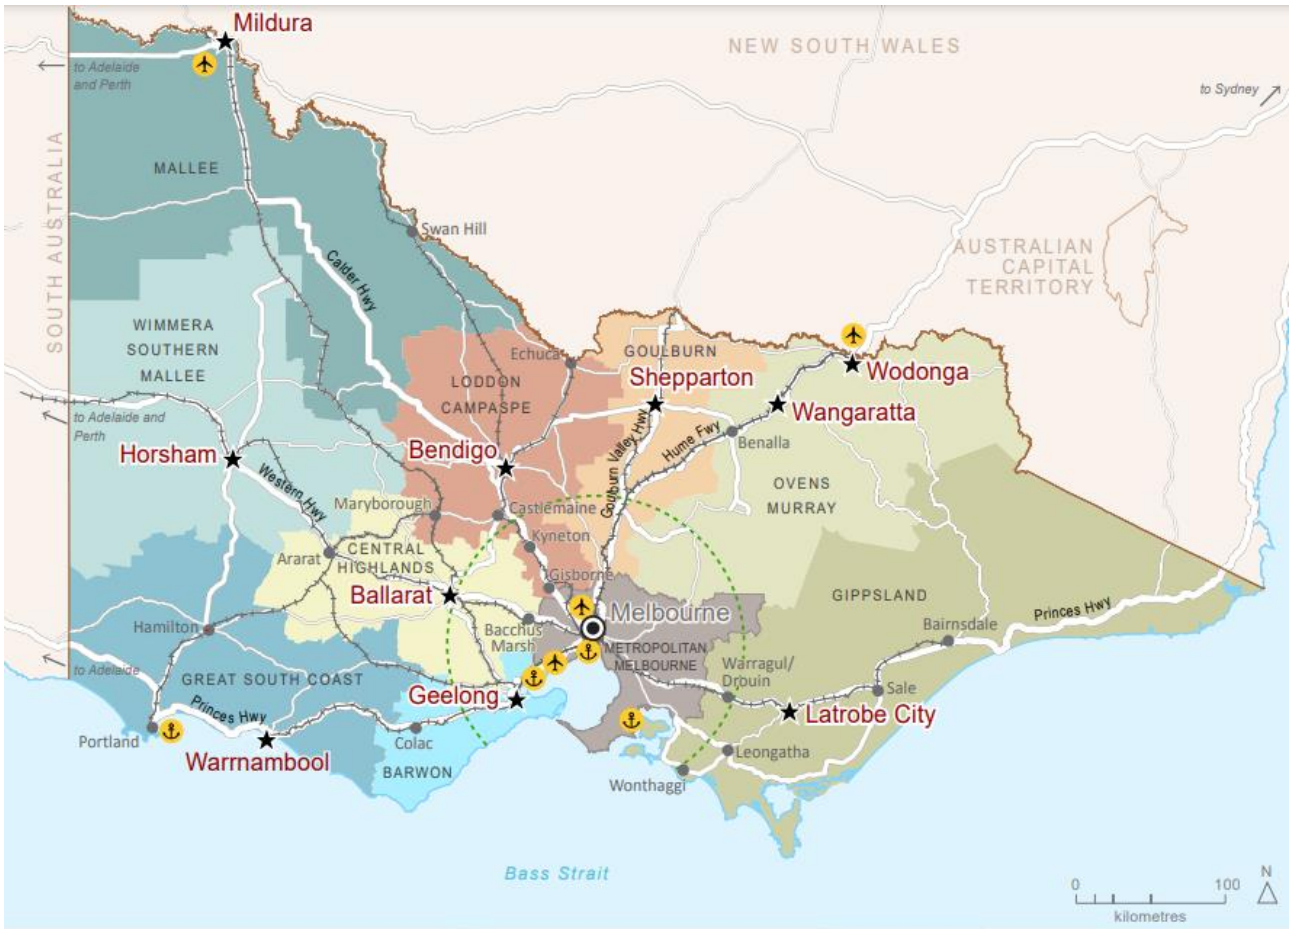 Mildura
NEW SOUTH WALES
to Adelaide
and Perth
to Sydney
MALLEE
SOUTH AUSTRALIA
Swan Hill
AUSTRALIAN
CAPITAL
TERRITORY
Calder Hwy
WIMMERA
SOUTHERN
MALLEE
Echuca
GOULBURN
LODDON
CAMPASPE
Shepparton
Wodonga
to Adelaide and
Perth
Wangaratta
Horsham
Bendigo
Goulburn Valley Hwy
Hume Fwy
Benalla
Western Hwy
OVENS
MURRAY
Maryborough
Castlemaine
Kyneton
Ararat
CENTRAL
HIGHLANDS
Gisborne
Ballarat
GIPPSLAND
Princes Hwy
Melbourne
Hamilton
Bacchus
Marsh
Bairnsdale
METROPOLITAN
MELBOURNE
to Adelaide
GREAT SOUTH COAST
Warragul/
Drouin
Geelong
Sale
Princes Hwy
Latrobe City
Portland
Colac
Leongatha
Warrnambool
BARWON
Wonthaggi
Bass Strait
N
0 100
kilometres